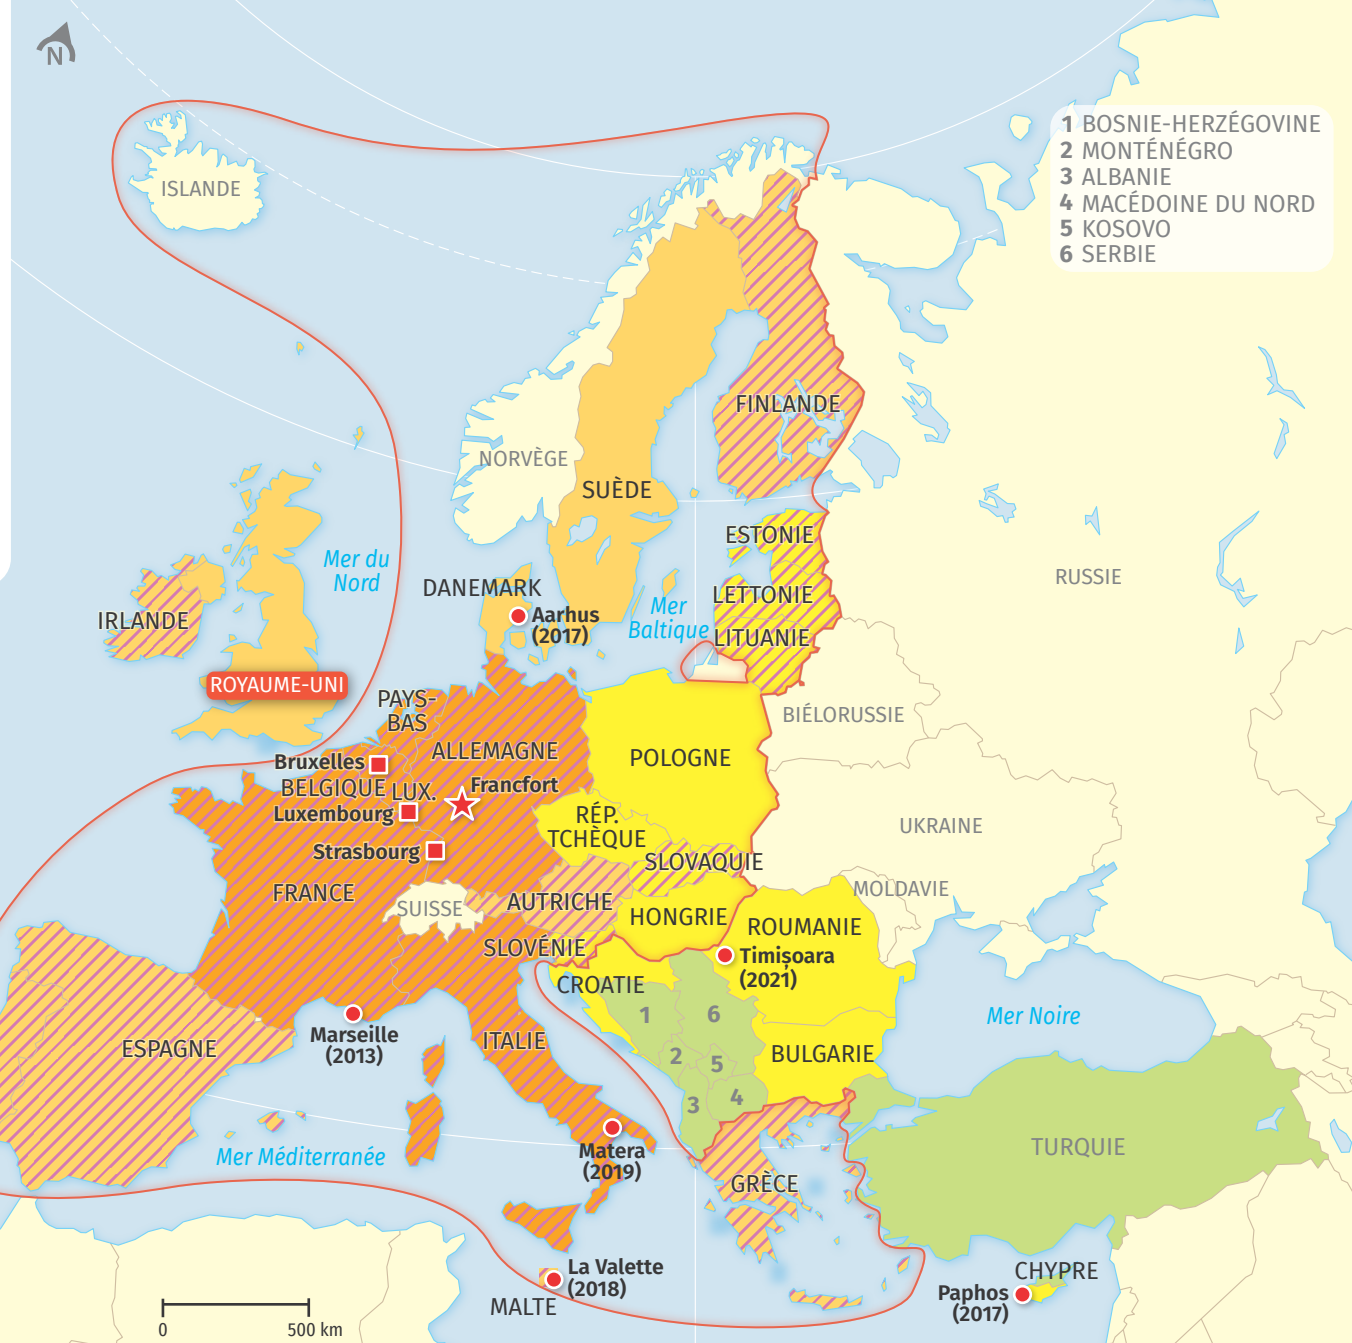 N
1 BOSNIE-HERZÉGOVINE
2 MONTÉNÉGRO
3 ALBANIE
4 MACÉDOINE DU NORD
5 KOSOVO
6 SERBIE
ISLANDE
FINLANDE
NORVÈGE
SUÈDE
ESTONIE
Mer du
Nord
RUSSIE
DANEMARK
LETTONIE
Aarhus
(2017)
Mer
Baltique
IRLANDE
LITUANIE
ROYAUME-UNI
PAYS-
BAS
BIÉLORUSSIE
ALLEMAGNE
POLOGNE
Bruxelles
BELGIQUE
LUX.
Francfort
Luxembourg
RÉP.
TCHÈQUE
UKRAINE
Strasbourg
SLOVAQUIE
FRANCE
MOLDAVIE
SUISSE
AUTRICHE
HONGRIE
ROUMANIE
SLOVÉNIE
Timişoara
(2021)
CROATIE
1
6
Mer Noire
Marseille
(2013)
ITALIE
ESPAGNE
2
5
BULGARIE
3
4
Matera
(2019)
TURQUIE
Mer Méditerranée
GRÈCE
La Valette
(2018)
MALTE
CHYPRE
Paphos
(2017)
0 500 km